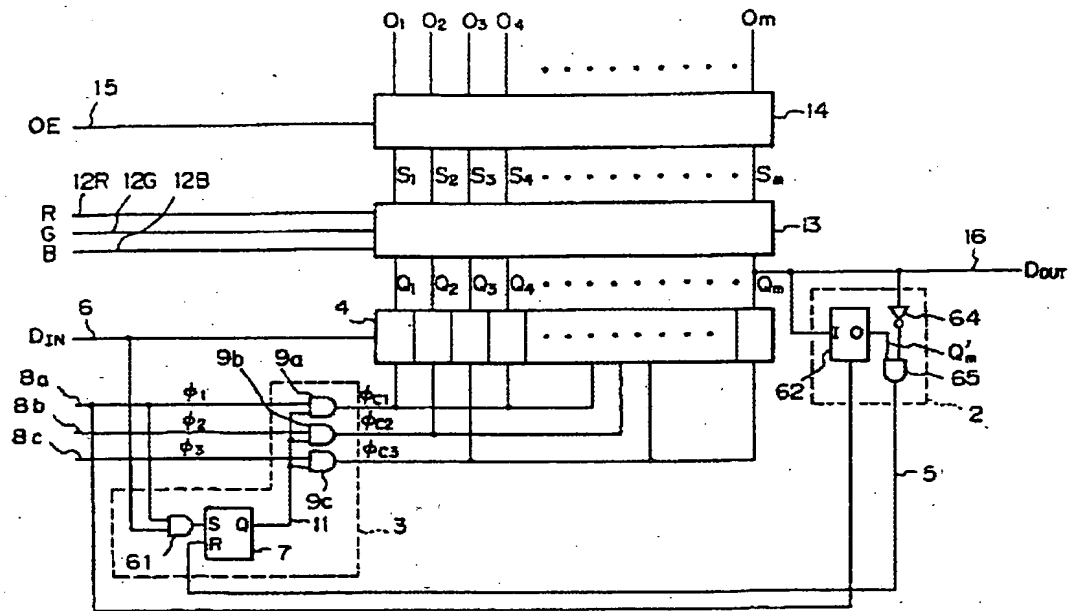 O1 O2 O3 O4 Om
15
OE
14
S1 S2 S3 S4 Sm
12R 12G 12B
R
G
B
13
16
DOUT
Q1 Q2 Q3 Q4 Qm
6
4
DIN
64
I O
Q'm
62
65
2
9b 9a
8a
8b
8c
φ1
φ2
φ3
φC1
φC2
φC3
9c
5
11
3
S Q
R
61
7